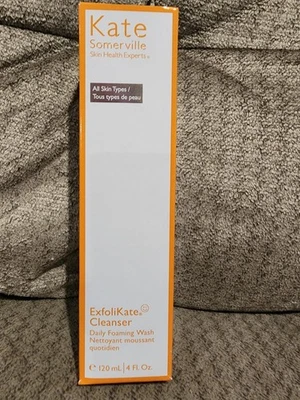 Kate
Somerville
Skin Health Experts™
All Skin Types /
Tous types de peau
ExfoliKate®
Cleanser
Daily Foaming Wash
Nettoyant moussant
quotidien
℮ 120 mL | 4 Fl. Oz.